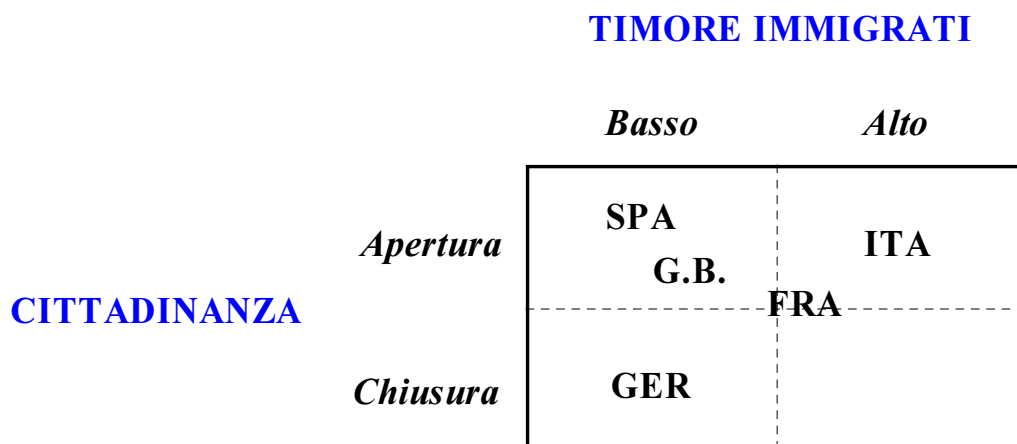 TIMORE IMMIGRATI
Basso Alto
SPA
Apertura ITA
G.B.
FRA
CITTADINANZA
Chiusura GER